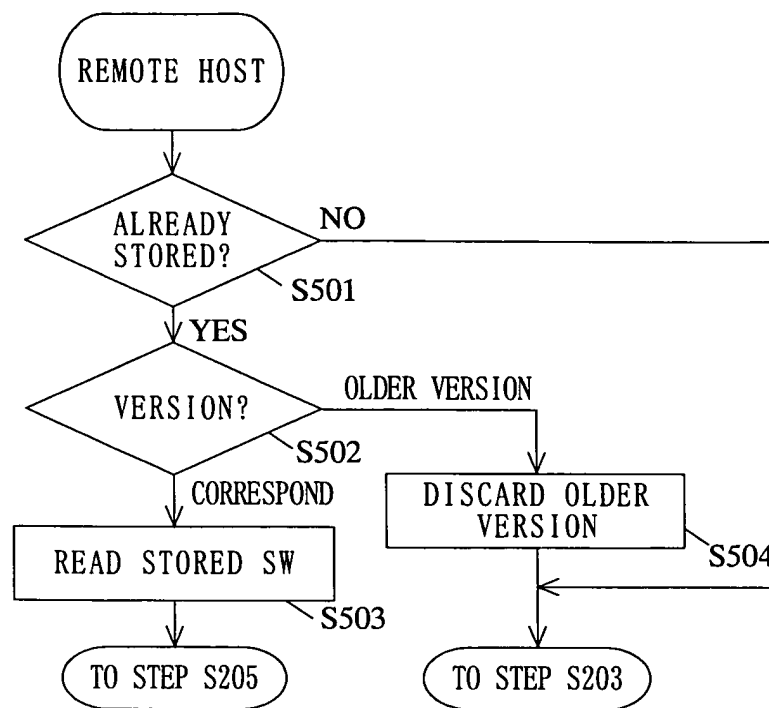 REMOTE HOST
ALREADY
STORED?
NO
S501
YES
VERSION?
OLDER VERSION
S502
CORRESPOND
DISCARD OLDER
VERSION
S504
READ STORED SW
S503
TO STEP S205
TO STEP S203